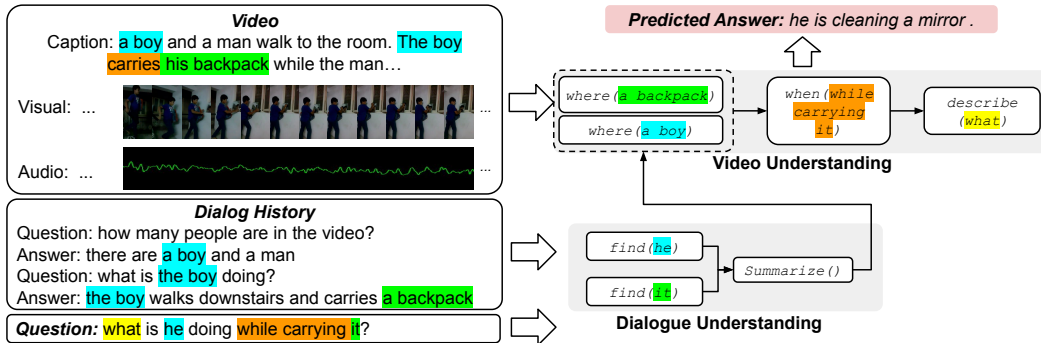 Video
Caption: a boy and a man walk to the room. The boy
carries his backpack while the man…
Visual: ...
...
Audio: ...
...
Dialog History
Question: how many people are in the video?
Answer: there are a boy and a man
Question: what is the boy doing?
Answer: the boy walks downstairs and carries a backpack
Question: what is he doing while carrying it?
Predicted Answer: he is cleaning a mirror .
where(a backpack)
where(a boy)
when(while
carrying
it)
describe
(what)
Video Understanding
find(he)
find(it)
Summarize()
Dialogue Understanding